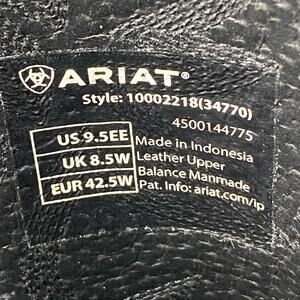 ARIAT®
Style: 10002218(34770)
4500144775
US 9.5EE
UK 8.5W
EUR 42.5W
Made in Indonesia
Leather Upper
Balance Manmade
Pat. Info: ariat.com/ip